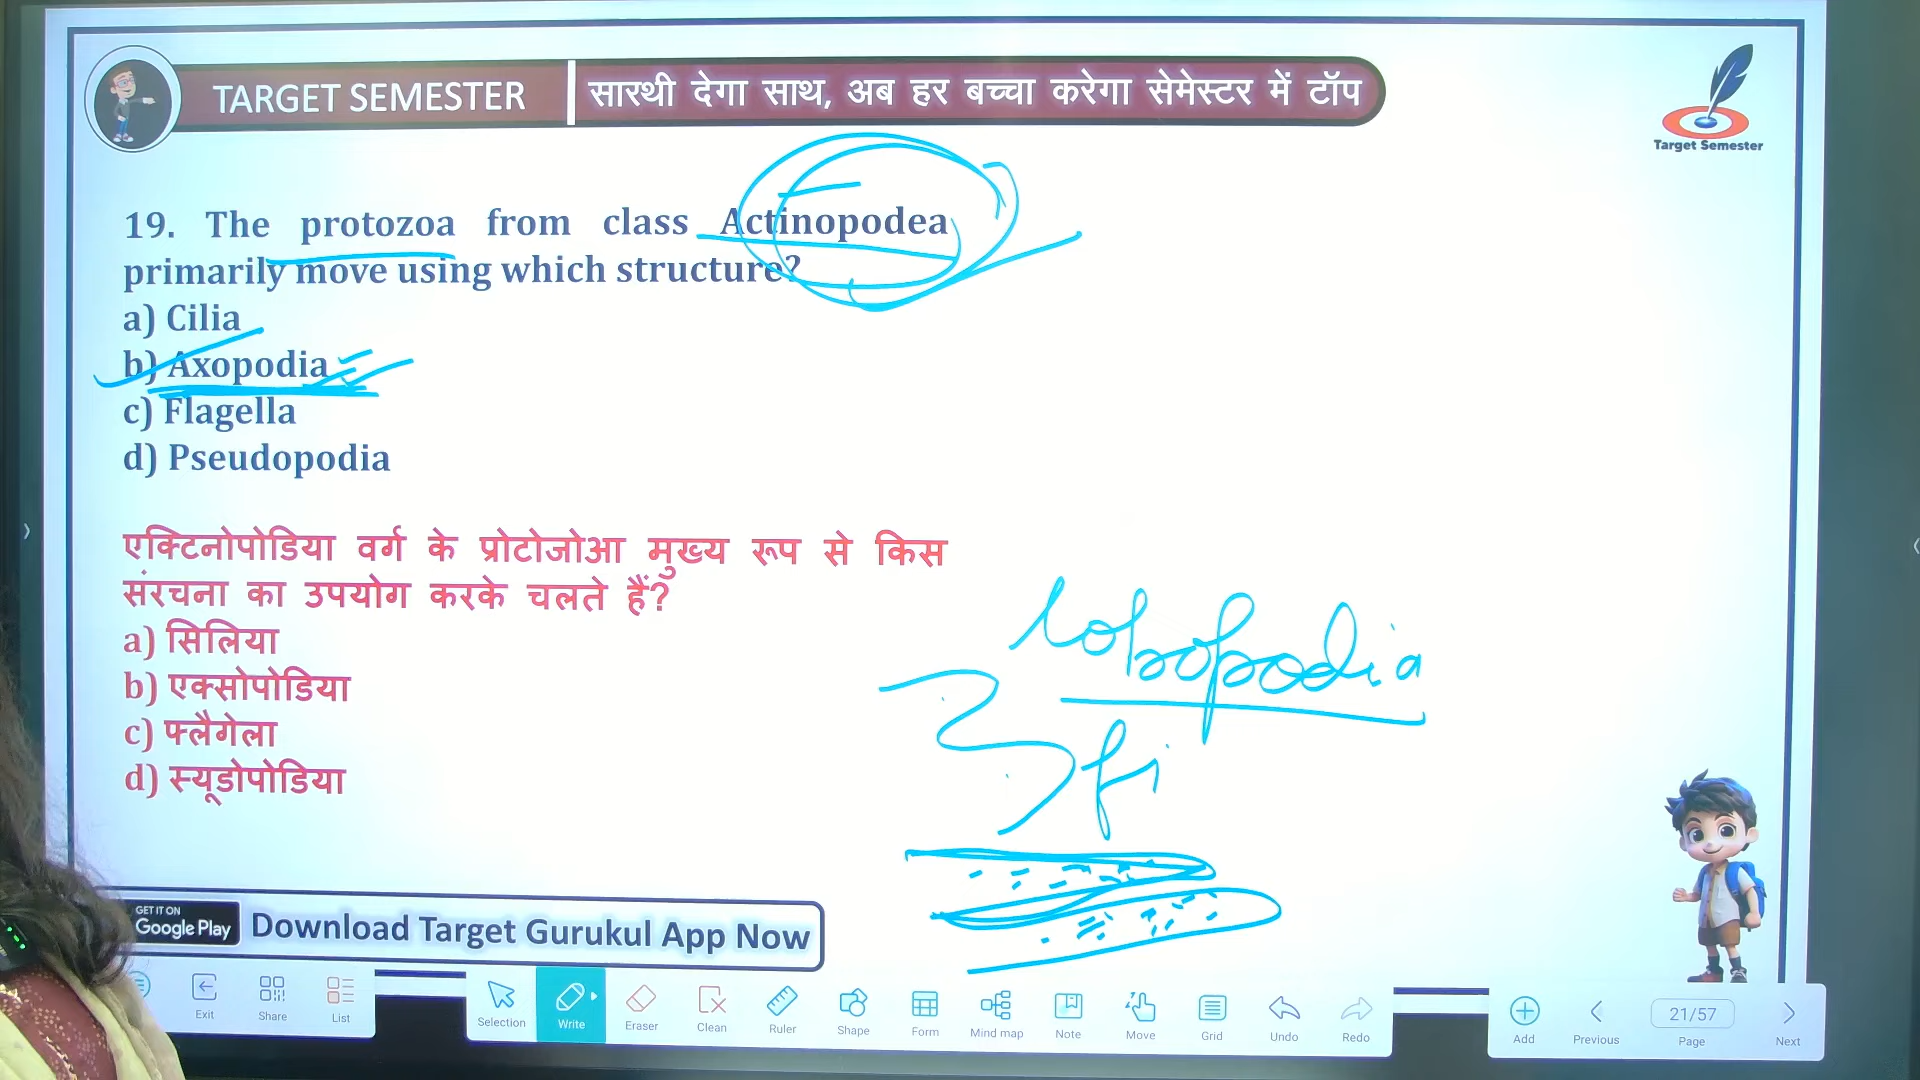 TARGET SEMESTER
सारथी देगा साथ, अब हर बच्चा करेगा सेमेस्टर में टॉप
Target Semester
19. The protozoa from class Actinopodea
primarily move using which structure?
a) Cilia
b) Axopodia
c) Flagella
d) Pseudopodia
एक्टिनोपोडिया वर्ग के प्रोटोजोआ मुख्य रूप से किस
संरचना का उपयोग करके चलते हैं?
a) सिलिया
b) एक्सोपोडिया
c) फ्लैगेला
d) स्यूडोपोडिया
lobopodia
fi
GET IT ON
Google Play
Download Target Gurukul App Now
Exit Share List Selection Write Eraser Clean Ruler Shape Form Mind map Note Move Grid Undo Redo Add Previous 21/57 Page Next